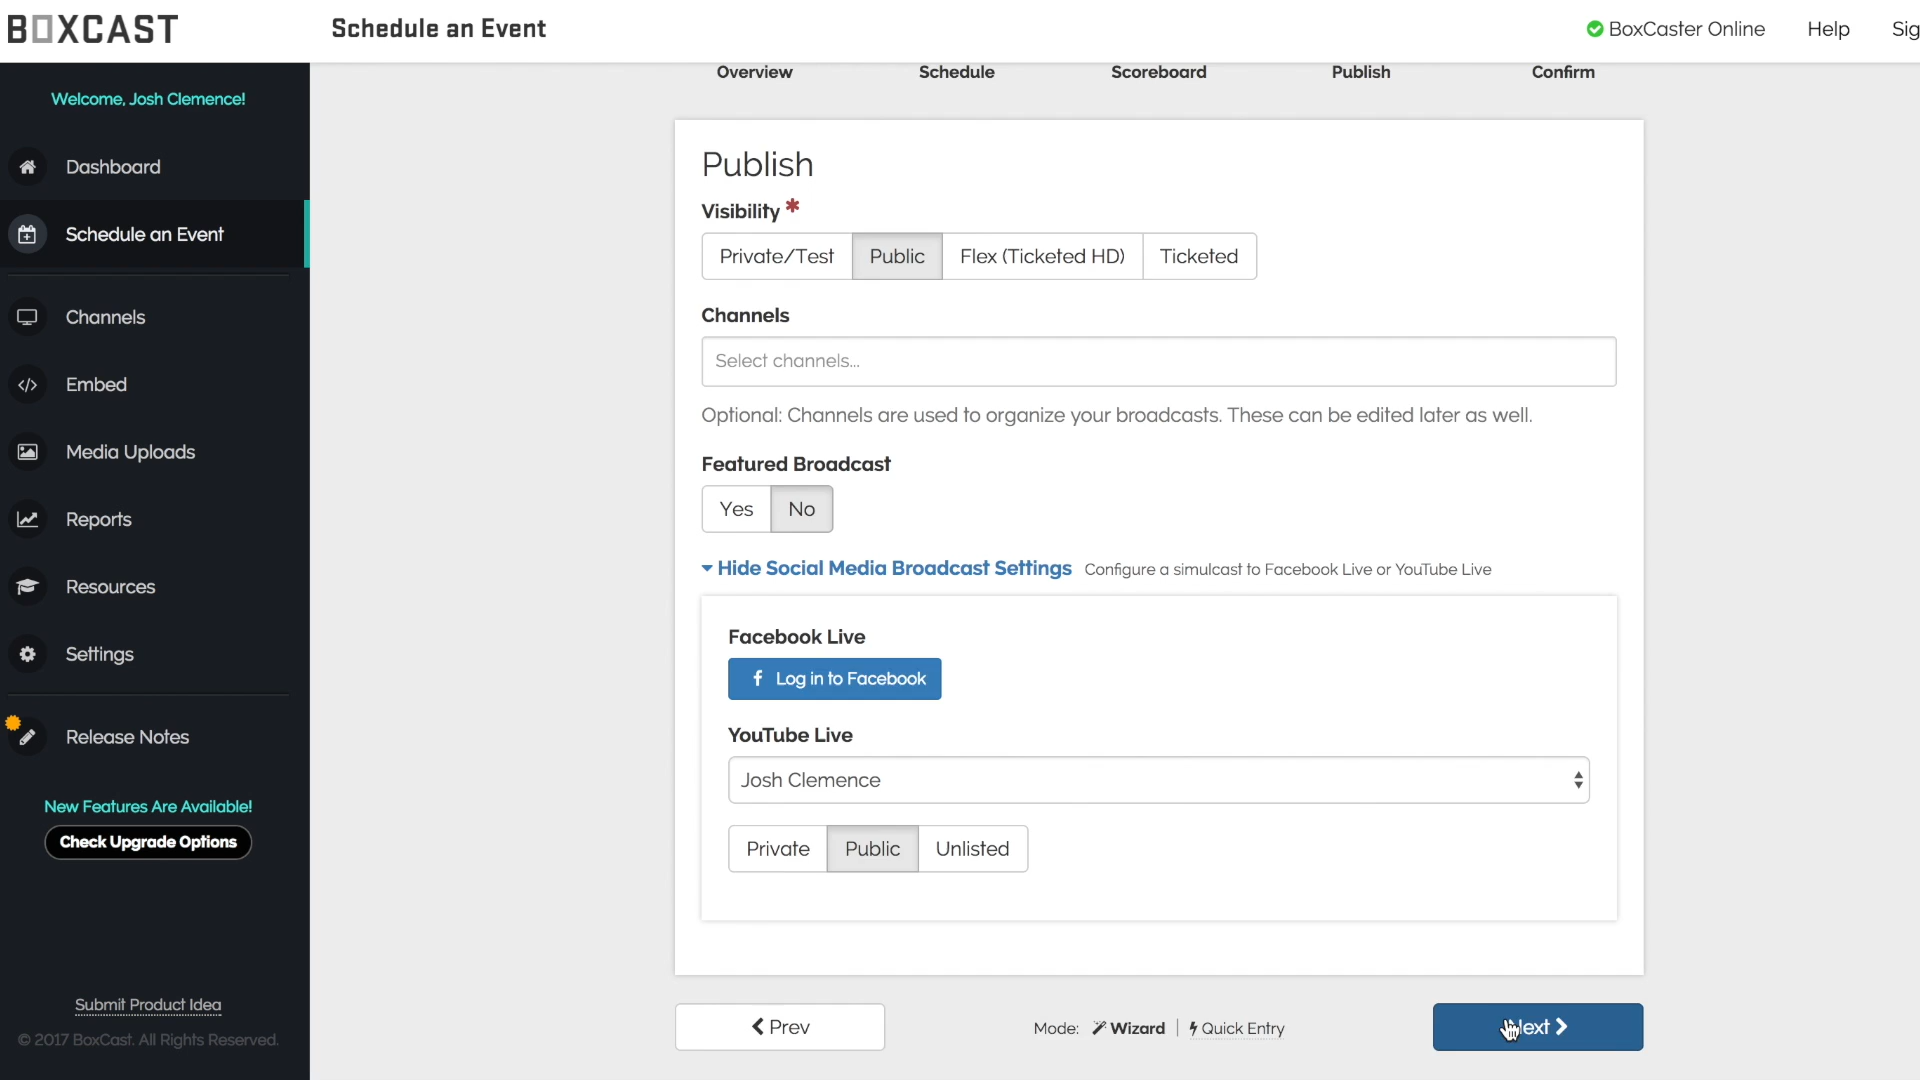 BOXCAST
Schedule an Event
BoxCaster Online
Help
Sig
Welcome, Josh Clemence!
Dashboard
Schedule an Event
Channels
Embed
Media Uploads
Reports
Resources
Settings
Release Notes
New Features Are Available!
Check Upgrade Options
Submit Product Idea
© 2017 BoxCast. All Rights Reserved.
Overview
Schedule
Scoreboard
Publish
Confirm
Publish
Visibility *
Private/Test
Public
Flex (Ticketed HD)
Ticketed
Channels
Select channels...
Optional: Channels are used to organize your broadcasts. These can be edited later as well.
Featured Broadcast
Yes
No
Hide Social Media Broadcast Settings Configure a simulcast to Facebook Live or YouTube Live
Facebook Live
f Log in to Facebook
YouTube Live
Josh Clemence
Private
Public
Unlisted
Prev
Mode: Wizard | Quick Entry
Next